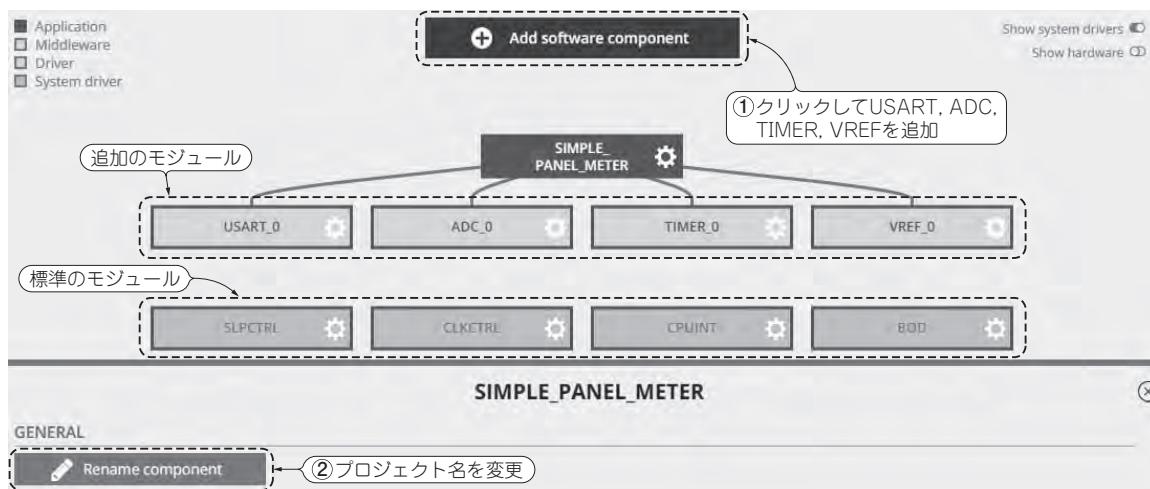 Application
Middleware
Driver
System driver
Add software component
Show system drivers
Show hardware
①クリックしてUSART, ADC,
TIMER, VREFを追加
追加のモジュール
SIMPLE_
PANEL_METER
USART_0
ADC_0
TIMER_0
VREF_0
標準のモジュール
SLPCTRL
CLKCTRL
CPUINT
BOD
SIMPLE_PANEL_METER
GENERAL
Rename component
②プロジェクト名を変更